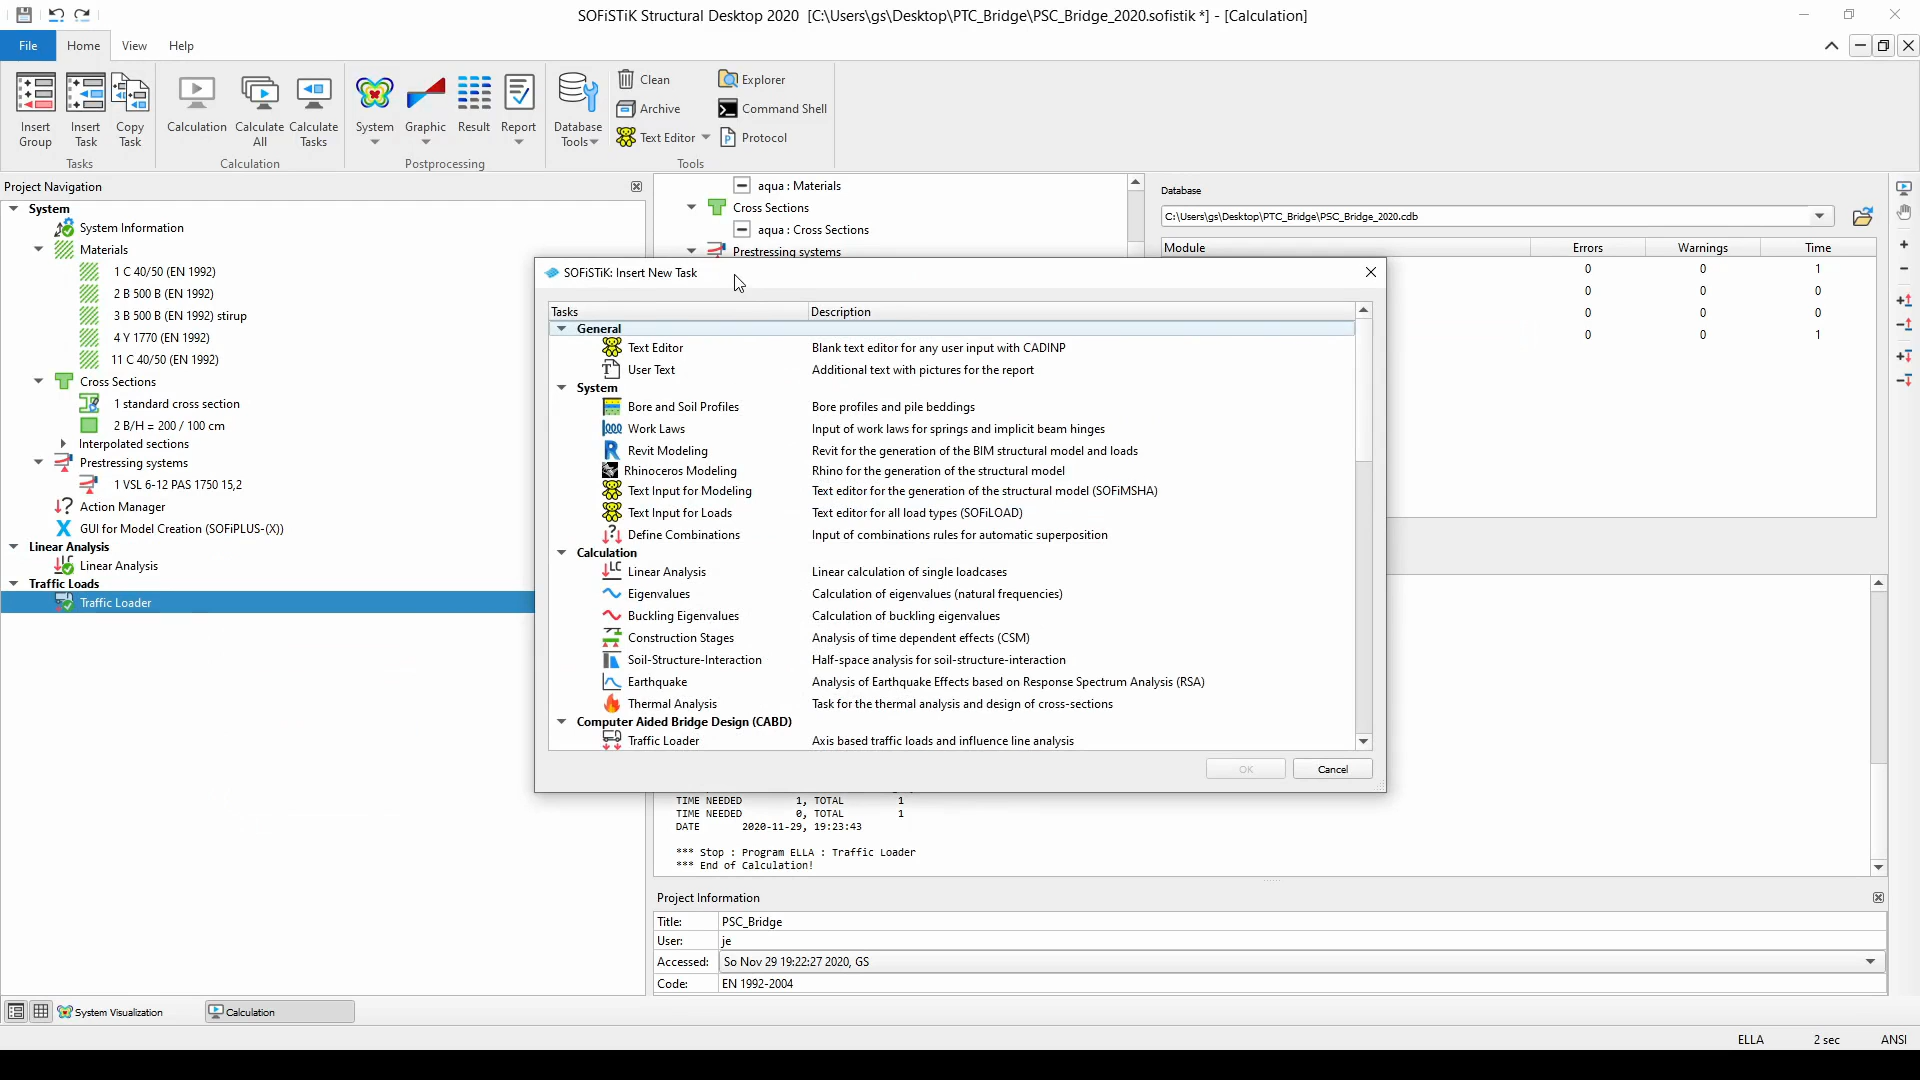 SOFiSTiK Structural Desktop 2020 [C:\Users\gs\Desktop\PTC_Bridge\PSC_Bridge_2020.sofistik *] - [Calculation]
File Home View Help
Insert Group
Insert Task
Copy Task
Calculation
Calculate All
Calculate Tasks
System
Graphic
Result
Report
Database Tools
Clean
Archive
Text Editor
Explorer
Command Shell
Protocol
Tasks Calculation Postprocessing Tools
Project Navigation
System
System Information
Materials
1 C 40/50 (EN 1992)
2 B 500 B (EN 1992)
3 B 500 B (EN 1992) stirup
4 Y 1770 (EN 1992)
11 C 40/50 (EN 1992)
Cross Sections
1 standard cross section
2 B/H = 200 / 100 cm
Interpolated sections
Prestressing systems
1 VSL 6-12 PAS 1750 15,2
Action Manager
GUI for Model Creation (SOFiPLUS-(X))
Linear Analysis
Linear Analysis
Traffic Loads
Traffic Loader
aqua : Materials
Cross Sections
aqua : Cross Sections
Prestressing systems
Database
C:\Users\gs\Desktop\PTC_Bridge\PSC_Bridge_2020.cdb
Module Errors Warnings Time
0 0 1
0 0 0
0 0 0
0 0 1
SOFiSTiK: Insert New Task
Tasks Description
General
Text Editor Blank text editor for any user input with CADINP
User Text Additional text with pictures for the report
System
Bore and Soil Profiles Bore profiles and pile beddings
Work Laws Input of work laws for springs and implicit beam hinges
Revit Modeling Revit for the generation of the BIM structural model and loads
Rhinoceros Modeling Rhino for the generation of the structural model
Text Input for Modeling Text editor for the generation of the structural model (SOFiMSHA)
Text Input for Loads Text editor for all load types (SOFiLOAD)
Define Combinations Input of combinations rules for automatic superposition
Calculation
Linear Analysis Linear calculation of single loadcases
Eigenvalues Calculation of eigenvalues (natural frequencies)
Buckling Eigenvalues Calculation of buckling eigenvalues
Construction Stages Analysis of time dependent effects (CSM)
Soil-Structure-Interaction Half-space analysis for soil-structure-interaction
Earthquake Analysis of Earthquake Effects based on Response Spectrum Analysis (RSA)
Thermal Analysis Task for the thermal analysis and design of cross-sections
Computer Aided Bridge Design (CABD)
Traffic Loader Axis based traffic loads and influence line analysis
OK Cancel
TIME NEEDED 1, TOTAL 1
TIME NEEDED 0, TOTAL 1
DATE 2020-11-29, 19:23:43
*** Stop : Program ELLA : Traffic Loader
*** End of Calculation!
Project Information
Title: PSC_Bridge
User: je
Accessed: So Nov 29 19:22:27 2020, GS
Code: EN 1992-2004
System Visualization Calculation
ELLA 2 sec ANSI